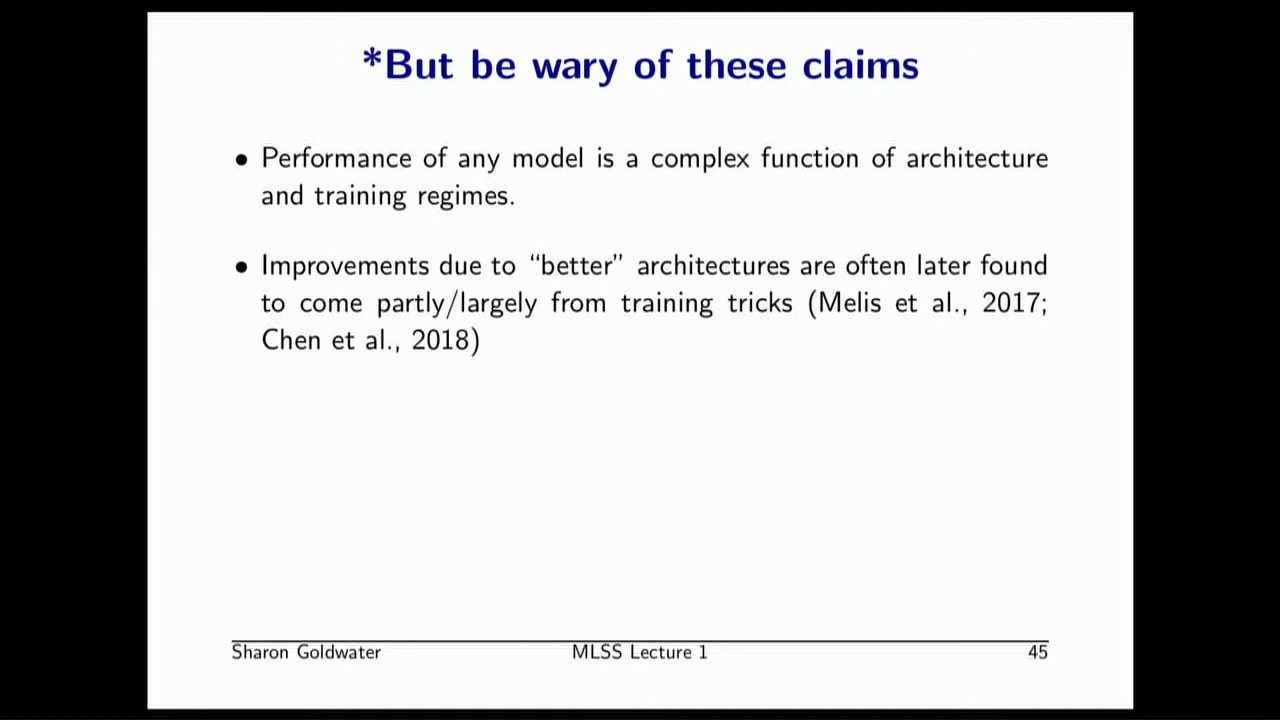 *But be wary of these claims
• Performance of any model is a complex function of architecture
and training regimes.
• Improvements due to “better” architectures are often later found
to come partly/largely from training tricks (Melis et al., 2017;
Chen et al., 2018)
Sharon Goldwater MLSS Lecture 1 45